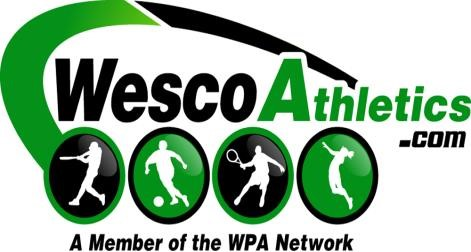 WescoAthletics
.com
A Member of the WPA Network